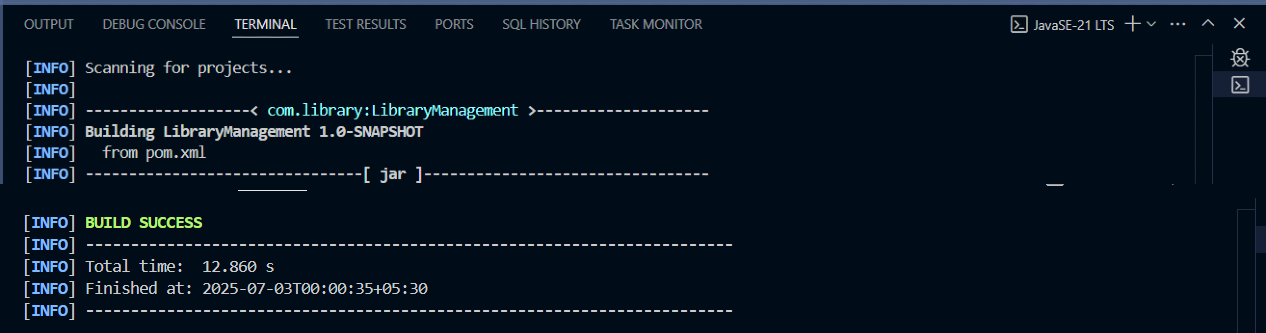 OUTPUT DEBUG CONSOLE TERMINAL TEST RESULTS PORTS SQL HISTORY TASK MONITOR JavaSE-21 LTS
[INFO] Scanning for projects...
[INFO]
[INFO] -------------------< com.library:LibraryManagement >--------------------
[INFO] Building LibraryManagement 1.0-SNAPSHOT
[INFO]   from pom.xml
[INFO] --------------------------------[ jar ]---------------------------------
[INFO] BUILD SUCCESS
[INFO] ------------------------------------------------------------------------
[INFO] Total time:  12.860 s
[INFO] Finished at: 2025-07-03T00:00:35+05:30
[INFO] ------------------------------------------------------------------------